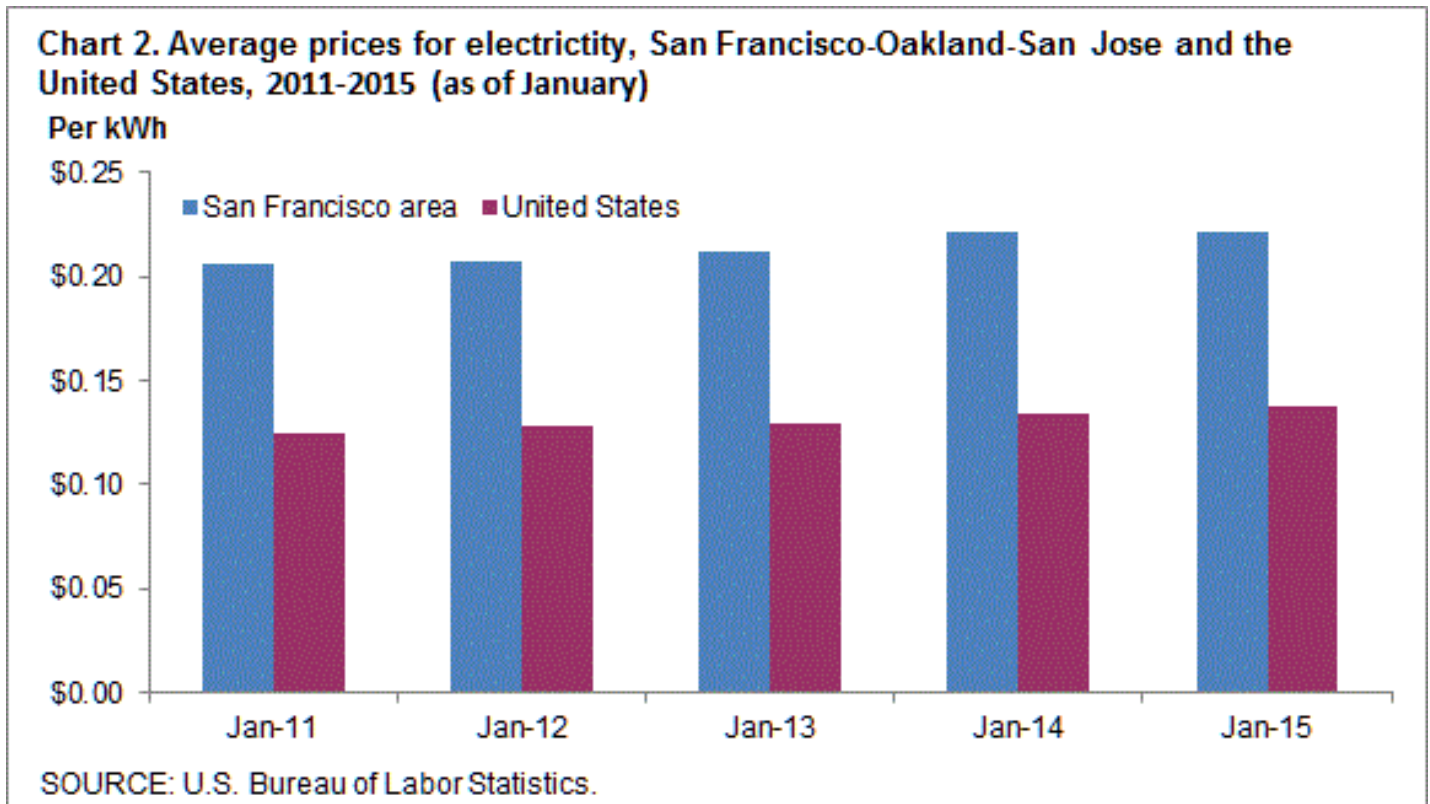 Chart 2. Average prices for electrictity, San Francisco-Oakland-San Jose and the
United States, 2011-2015 (as of January)
Per kWh
$0.25
San Francisco area United States
$0.20
$0.15
$0.10
$0.05
$0.00
Jan-11 Jan-12 Jan-13 Jan-14 Jan-15
SOURCE: U.S. Bureau of Labor Statistics.